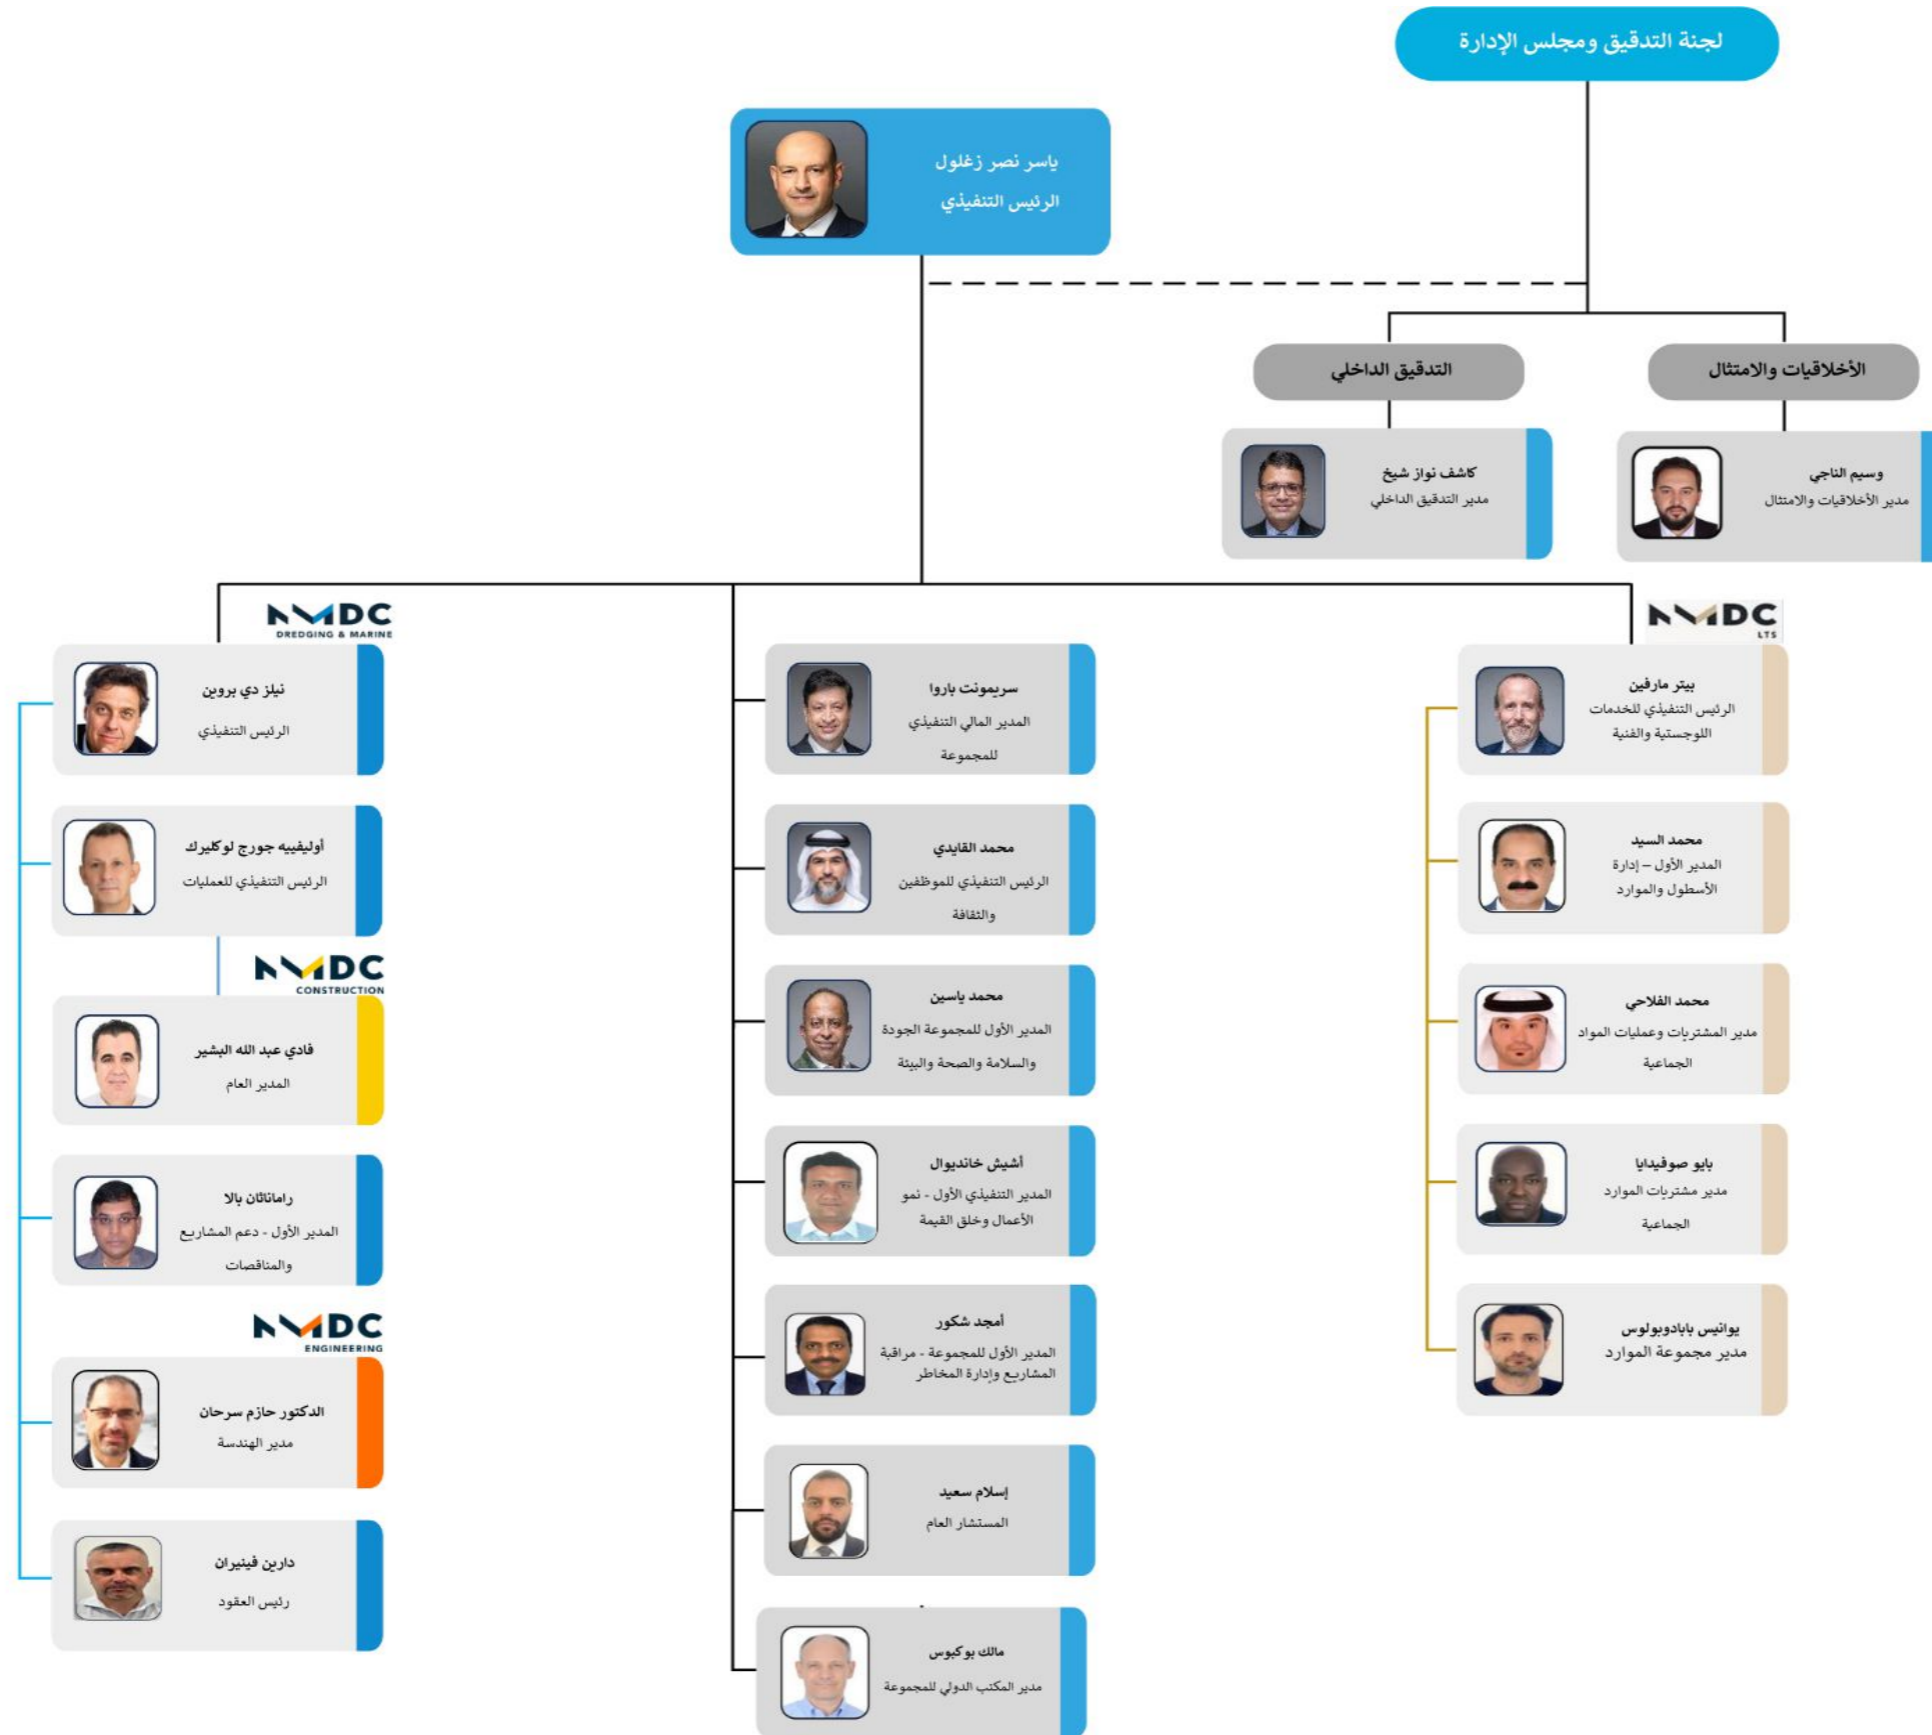 لجنة التدقيق ومجلس الإدارة
ياسر نصر زغلول
الرئيس التنفيذي
الأخلاقيات والامتثال
التدقيق الداخلي
وسيم الناجي
مدير الأخلاقيات والامتثال
كاشف نواز شيخ
مدير التدقيق الداخلي
NMDC
LTS
بيتر مارفين
الرئيس التنفيذي للخدمات
اللوجستية والفنية
محمد السيد
المدير الأول – إدارة
الأسطول والموارد
محمد الفلاحي
مدير المشتريات وعمليات المواد
الجماعية
بايو صوفيدايا
مدير مشتريات الموارد
الجماعية
يوانيس بابادوبولوس
مدير مجموعة الموارد
سريمونت باروا
المدير المالي التنفيذي
للمجموعة
محمد القايدي
الرئيس التنفيذي للموظفين
والثقافة
محمد ياسين
المدير الأول للمجموعة الجودة
والسلامة والصحة والبيئة
أشيش خانديوال
المدير التنفيذي الأول - نمو
الأعمال وخلق القيمة
أمجد شكور
المدير الأول للمجموعة - مراقبة
المشاريع وإدارة المخاطر
إسلام سعيد
المستشار العام
مالك بوكبوس
مدير المكتب الدولي للمجموعة
NMDC
DREDGING & MARINE
نيلز دي بروين
الرئيس التنفيذي
أوليفييه جورج لوكليرك
الرئيس التنفيذي للعمليات
NMDC
CONSTRUCTION
فادي عبد الله البشير
المدير العام
راماناثان بالا
المدير الأول - دعم المشاريع
والمناقصات
NMDC
ENGINEERING
الدكتور حازم سرحان
مدير الهندسة
دارين فينيران
رئيس العقود